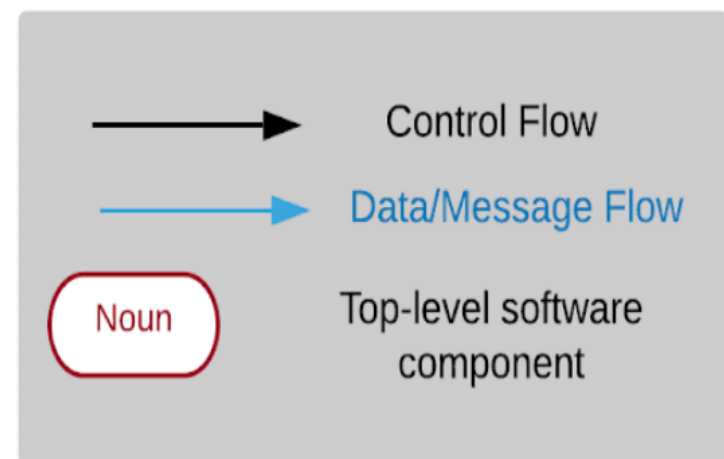 Control Flow
Data/Message Flow
Noun
Top-level software
component